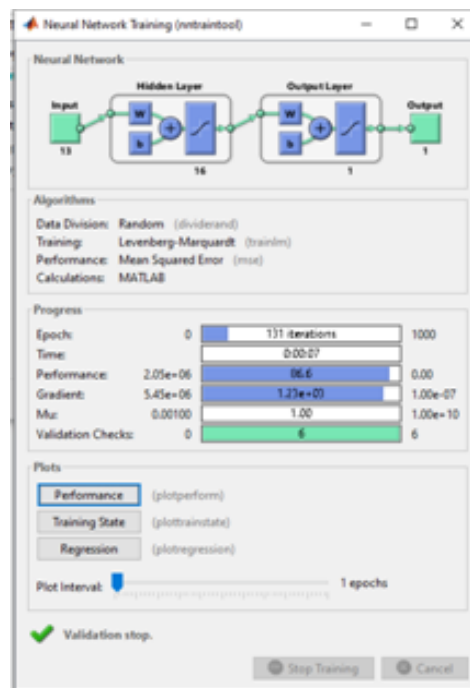 Neural Network Training (nntraintool)
Neural Network
Hidden Layer
Output Layer
Input
Output
W
W
b
b
13
16
1
1
Algorithms
Data Division: Random (dividerand)
Training: Levenberg-Marquardt (trainlm)
Performance: Mean Squared Error (mse)
Calculations: MATLAB
Progress
Epoch: 0 131 iterations 1000
Time: 0:00:07
Performance: 2.05e+06 86.6 0.00
Gradient: 5.45e+06 1.23e+03 1.00e-07
Mu: 0.00100 1.00 1.00e+10
Validation Checks: 0 6 6
Plots
Performance (plotperform)
Training State (plottrainstate)
Regression (plotregression)
Plot Interval: 1 epochs
Validation stop.
Stop Training Cancel